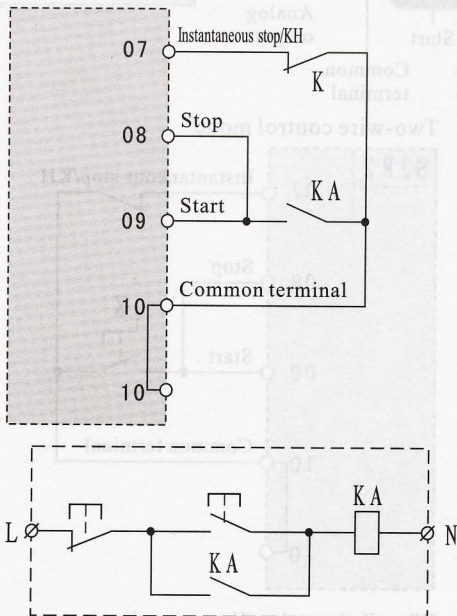 07
Instantaneous stop/KH
K
08
Stop
09
Start
KA
10
Common terminal
10
L
KA
KA
N